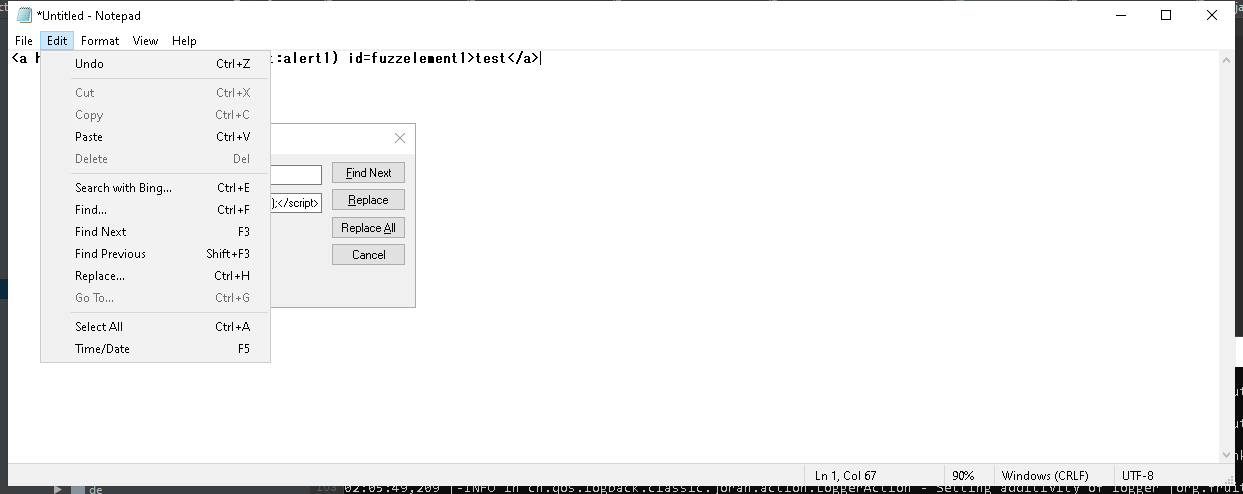 *Untitled - Notepad
File Edit Format View Help
<a h :alert1) id=fuzzelement1>test</a>
Undo Ctrl+Z
Cut Ctrl+X
Copy Ctrl+C
Paste Ctrl+V
Delete Del
Search with Bing... Ctrl+E
Find... Ctrl+F
Find Next F3
Find Previous Shift+F3
Replace... Ctrl+H
Go To... Ctrl+G
Select All Ctrl+A
Time/Date F5
Find Next
);</script>
Replace
Replace All
Cancel
Ln 1, Col 67 90% Windows (CRLF) UTF-8
de
02:05:49,209 |-INFO in ch.qos.logback.classic.joran.action.LoggerAction - Setting additivity of logger [org.fruit